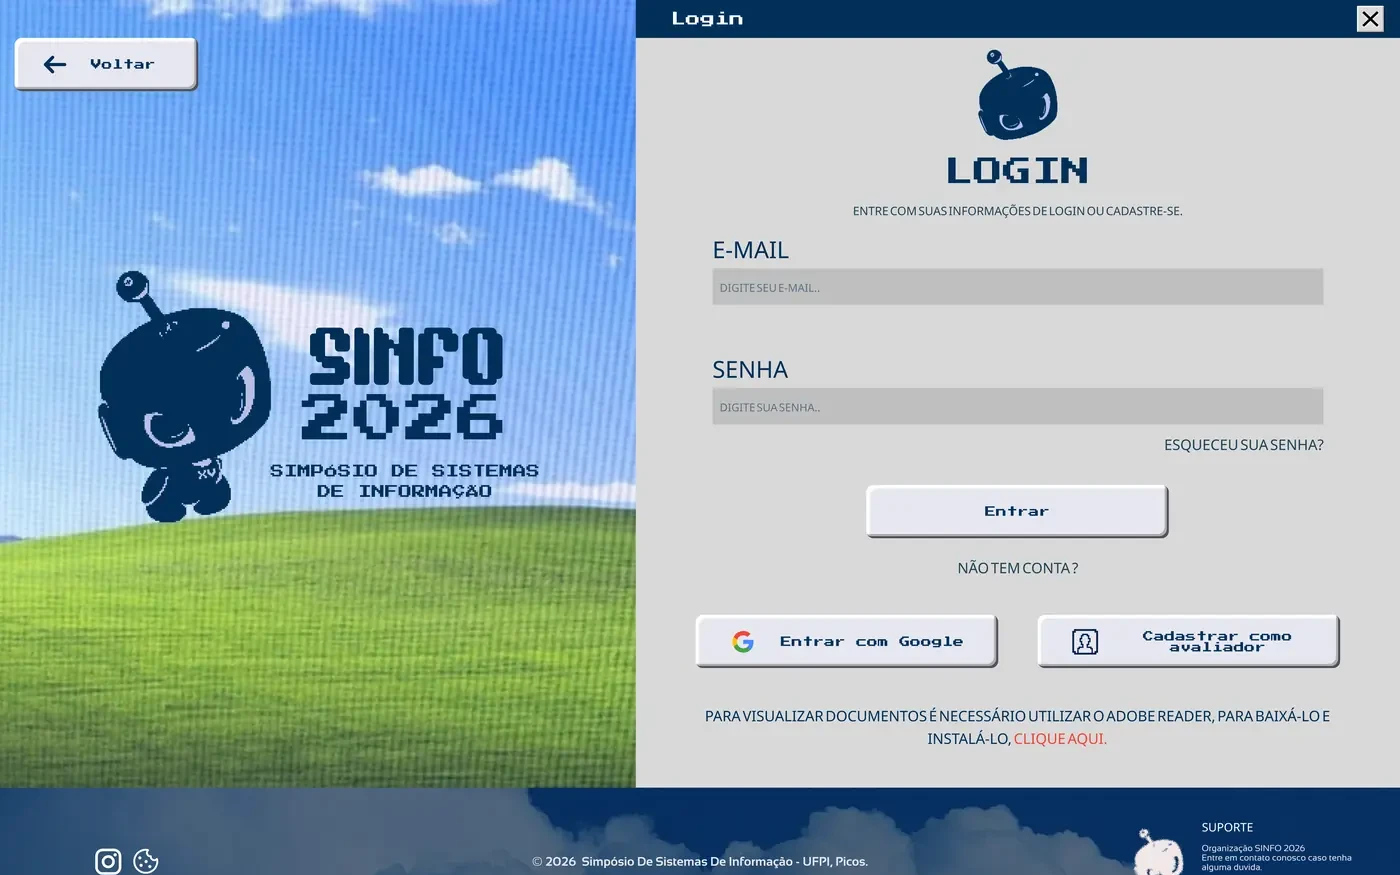 Login
Voltar
LOGIN
ENTRE COM SUAS INFORMAÇÕES DE LOGIN OU CADASTRE-SE.
E-MAIL
DIGITE SEU E-MAIL..
SENHA
DIGITE SUA SENHA..
ESQUECEU SUA SENHA?
Entrar
NÃO TEM CONTA ?
Entrar com Google
Cadastrar como
avaliador
PARA VISUALIZAR DOCUMENTOS É NECESSÁRIO UTILIZAR O ADOBE READER, PARA BAIXÁ-LO E
INSTALÁ-LO, CLIQUE AQUI.
SINFO
2026
SIMPóSIO DE SISTEMAS
DE INFORMAÇÃO
XV
© 2026 Simpósio De Sistemas De Informação - UFPI, Picos.
SUPORTE
Organização SINFO 2026
Entre em contato conosco caso tenha
alguma duvida.